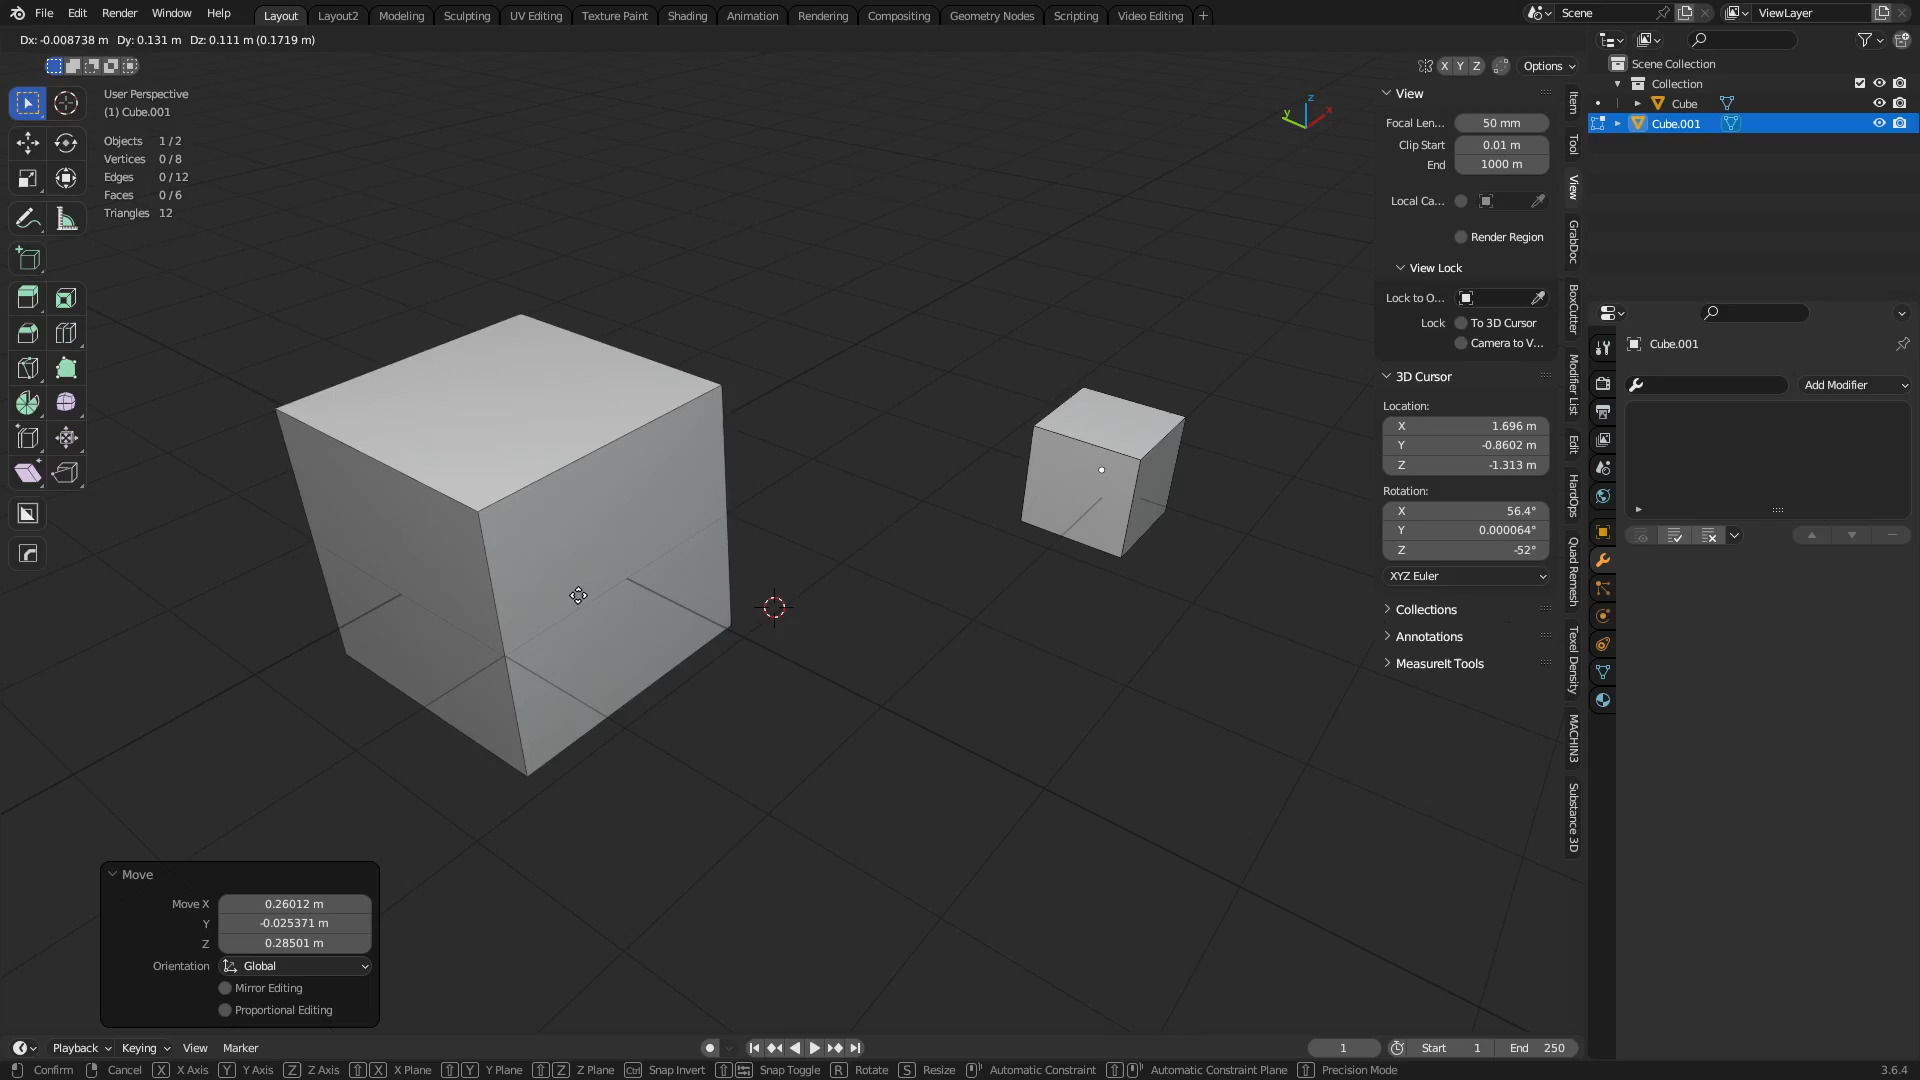 File Edit Render Window Help Layout Layout2 Modeling Sculpting UV Editing Texture Paint Shading Animation Rendering Compositing Geometry Nodes Scripting Video Editing + Scene ViewLayer
Dx: -0.008738 m Dy: 0.131 m Dz: 0.111 m (0.1719 m)
X Y Z Options
User Perspective
(1) Cube.001
Objects 1 / 2
Vertices 0 / 8
Edges 0 / 12
Faces 0 / 6
Triangles 12
z
y
x
View
Focal Len... 50 mm
Clip Start 0.01 m
End 1000 m
Local Ca...
Render Region
View Lock
Lock to O...
Lock To 3D Cursor
Camera to V...
3D Cursor
Location:
X 1.696 m
Y -0.8602 m
Z -1.313 m
Rotation:
X 56.4°
Y 0.000064°
Z -52°
XYZ Euler
Collections
Annotations
MeasureIt Tools
Item
Tool
View
GrabDoc
BoxCutter
Modifier List
Edit
HardOps
Quad Remesh
Texel Density
MACHIN3
Substance 3D
Scene Collection
Collection
Cube
Cube.001
Cube.001
Add Modifier
Move
Move X 0.26012 m
Y -0.025371 m
Z 0.28501 m
Orientation Global
Mirror Editing
Proportional Editing
Playback Keying View Marker 1 Start 1 End 250
Confirm Cancel X X Axis Y Y Axis Z Z Axis X X Plane Y Y Plane Z Z Plane Ctrl Snap Invert Snap Toggle R Rotate S Resize Automatic Constraint Automatic Constraint Plane Precision Mode 3.6.4